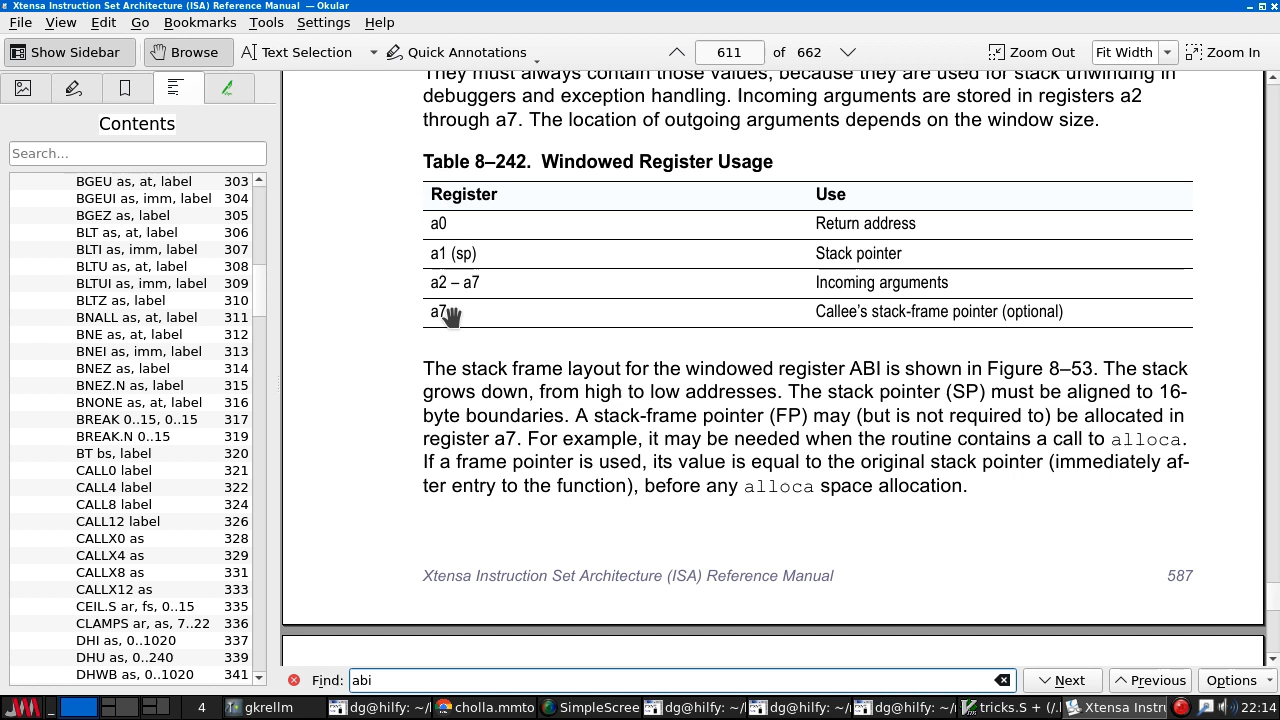 Xtensa Instruction Set Architecture (ISA) Reference Manual — Okular
File View Edit Go Bookmarks Tools Settings Help
Show Sidebar Browse Text Selection Quick Annotations 611 of 662 Zoom Out Fit Width Zoom In
Contents
Search...
BGEU as, at, label 303
BGEUI as, imm, label 304
BGEZ as, label 305
BLT as, at, label 306
BLTI as, imm, label 307
BLTU as, at, label 308
BLTUI as, imm, label 309
BLTZ as, label 310
BNALL as, at, label 311
BNE as, at, label 312
BNEI as, imm, label 313
BNEZ as, label 314
BNEZ.N as, label 315
BNONE as, at, label 316
BREAK 0..15, 0..15 317
BREAK.N 0..15 319
BT bs, label 320
CALL0 label 321
CALL4 label 322
CALL8 label 324
CALL12 label 326
CALLX0 as 328
CALLX4 as 329
CALLX8 as 331
CALLX12 as 333
CEIL.S ar, fs, 0..15 335
CLAMPS ar, as, 7..22 336
DHI as, 0..1020 337
DHU as, 0..240 339
DHWB as, 0..1020 341
They must always contain those values, because they are used for stack unwinding in
debuggers and exception handling. Incoming arguments are stored in registers a2
through a7. The location of outgoing arguments depends on the window size.
Table 8–242. Windowed Register Usage
Register Use
a0 Return address
a1 (sp) Stack pointer
a2 – a7 Incoming arguments
a7 Callee's stack-frame pointer (optional)
The stack frame layout for the windowed register ABI is shown in Figure 8–53. The stack
grows down, from high to low addresses. The stack pointer (SP) must be aligned to 16-
byte boundaries. A stack-frame pointer (FP) may (but is not required to) be allocated in
register a7. For example, it may be needed when the routine contains a call to alloca.
If a frame pointer is used, its value is equal to the original stack pointer (immediately af-
ter entry to the function), before any alloca space allocation.
Xtensa Instruction Set Architecture (ISA) Reference Manual 587
Find: abi Next Previous Options
4 gkrellm dg@hilfy: ~/ cholla.mmto SimpleScree dg@hilfy: ~/ dg@hilfy: ~/ dg@hilfy: ~/ tricks.S + (/. Xtensa Instr 22:14